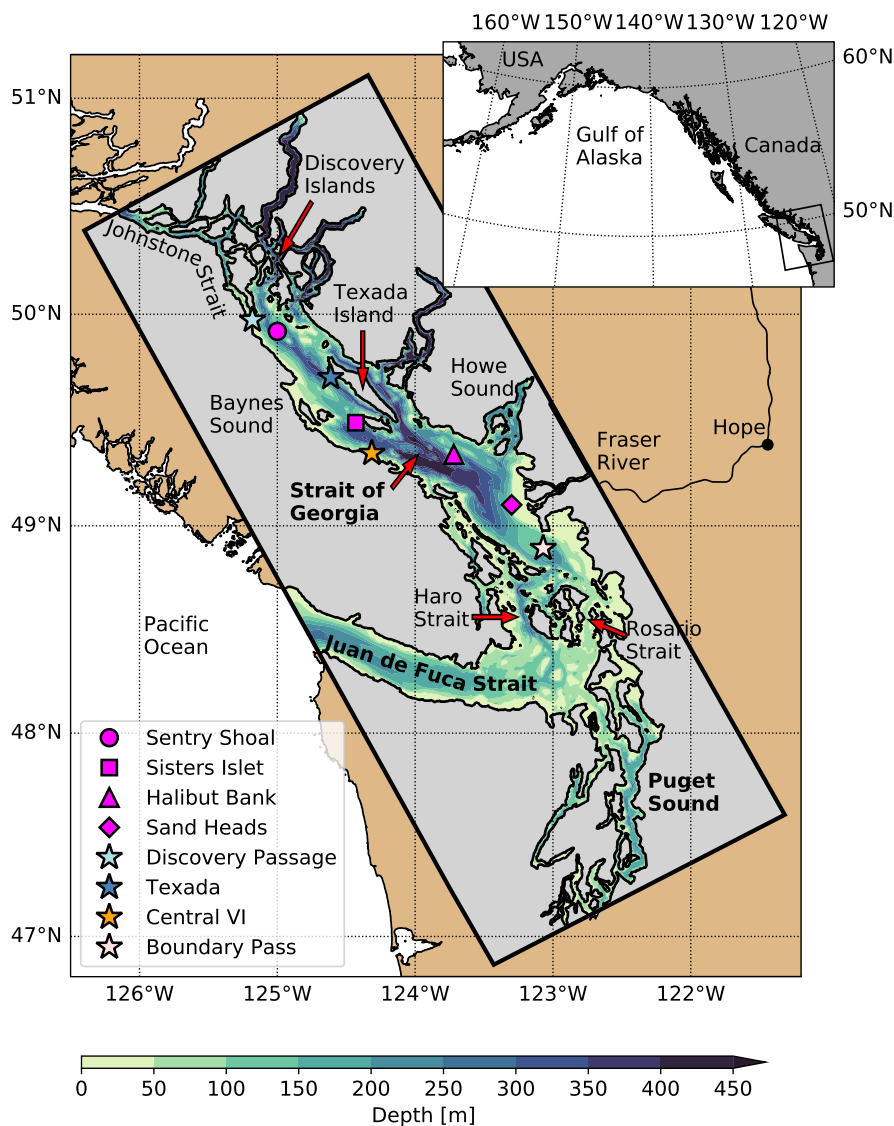 160°W 150°W 140°W 130°W 120°W
60°N
50°N
USA
Canada
Gulf of
Alaska
51°N
50°N
49°N
48°N
47°N
Discovery
Islands
Johnstone
Strait
Texada
Island
Howe
Sound
Baynes
Sound
Hope
Fraser
River
Strait of
Georgia
Haro
Strait
Rosario
Strait
Pacific
Ocean
Juan de Fuca Strait
Puget
Sound
Sentry Shoal
Sisters Islet
Halibut Bank
Sand Heads
Discovery Passage
Texada
Central VI
Boundary Pass
126°W 125°W 124°W 123°W 122°W
0 50 100 150 200 250 300 350 400 450
Depth [m]